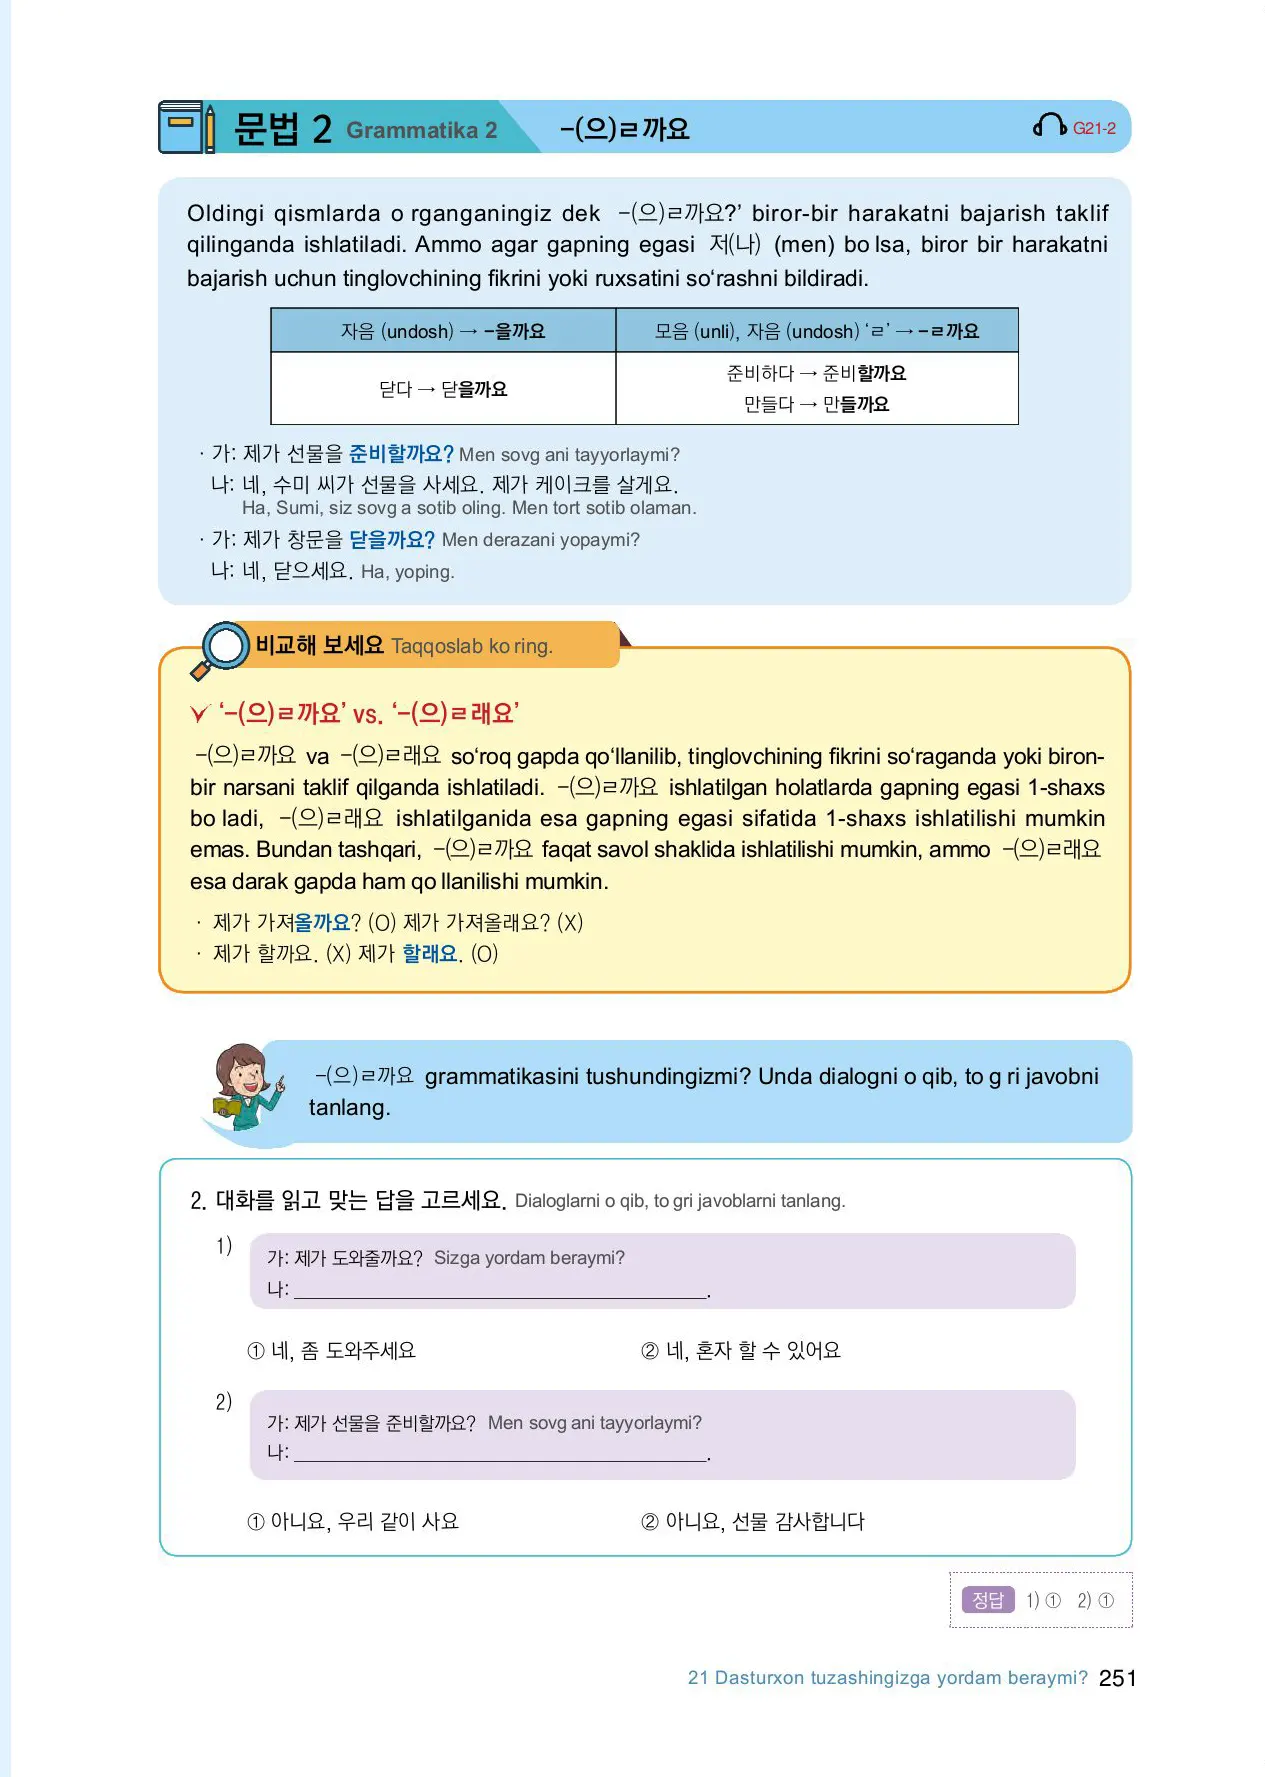 문법 2 Grammatika 2 -(으)ㄹ까요 G21-2
Oldingi qismlarda o rganganingiz dek -(으)ㄹ까요?’ biror-bir harakatni bajarish taklif
qilinganda ishlatiladi. Ammo agar gapning egasi 저(나) (men) bo lsa, biror bir harakatni
bajarish uchun tinglovchining fikrini yoki ruxsatini so‘rashni bildiradi.
자음 (undosh) → -을까요 모음 (unli), 자음 (undosh) ‘ㄹ’ → -ㄹ까요
닫다 → 닫을까요
준비하다 → 준비할까요
만들다 → 만들까요
· 가: 제가 선물을 준비할까요? Men sovg ani tayyorlaymi?
나: 네, 수미 씨가 선물을 사세요. 제가 케이크를 살게요.
Ha, Sumi, siz sovg a sotib oling. Men tort sotib olaman.
· 가: 제가 창문을 닫을까요? Men derazani yopaymi?
나: 네, 닫으세요. Ha, yoping.
비교해 보세요 Taqqoslab ko ring.
‘-(으)ㄹ까요’ vs. ‘-(으)ㄹ래요’
-(으)ㄹ까요 va -(으)ㄹ래요 so‘roq gapda qo‘llanilib, tinglovchining fikrini so‘raganda yoki biron-
bir narsani taklif qilganda ishlatiladi. -(으)ㄹ까요 ishlatilgan holatlarda gapning egasi 1-shaxs
bo ladi, -(으)ㄹ래요 ishlatilganida esa gapning egasi sifatida 1-shaxs ishlatilishi mumkin
emas. Bundan tashqari, -(으)ㄹ까요 faqat savol shaklida ishlatilishi mumkin, ammo -(으)ㄹ래요
esa darak gapda ham qo llanilishi mumkin.
· 제가 가져올까요? (O) 제가 가져올래요? (X)
· 제가 할까요. (X) 제가 할래요. (O)
-(으)ㄹ까요 grammatikasini tushundingizmi? Unda dialogni o qib, to g ri javobni
tanlang.
2. 대화를 읽고 맞는 답을 고르세요. Dialoglarni o qib, to gri javoblarni tanlang.
1)
가: 제가 도와줄까요? Sizga yordam beraymi?
나: ____________________.
① 네, 좀 도와주세요 ② 네, 혼자 할 수 있어요
2)
가: 제가 선물을 준비할까요? Men sovg ani tayyorlaymi?
나: ____________________.
① 아니요, 우리 같이 사요 ② 아니요, 선물 감사합니다
정답 1) ① 2) ①
21 Dasturxon tuzashingizga yordam beraymi? 251